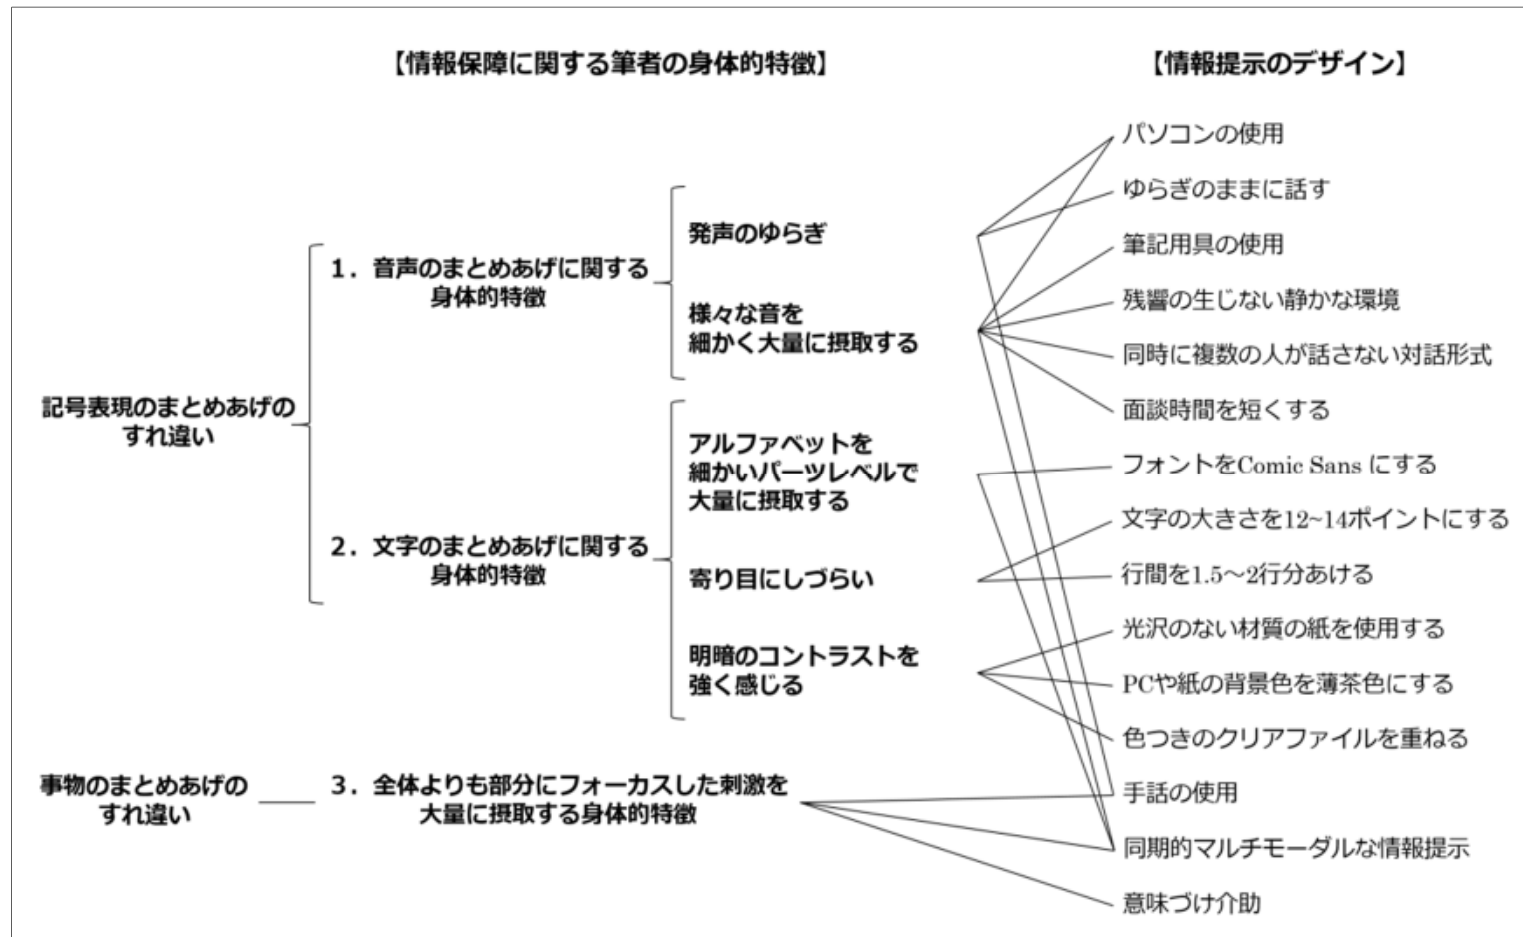 【情報保障に関する筆者の身体的特徴】
【情報提示のデザイン】
記号表現のまとめあげの
すれ違い
1．音声のまとめあげに関する
身体的特徴
発声のゆらぎ
様々な音を
細かく大量に摂取する
2．文字のまとめあげに関する
身体的特徴
アルファベットを
細かいパーツレベルで
大量に摂取する
寄り目にしづらい
明暗のコントラストを
強く感じる
事物のまとめあげの
すれ違い
3．全体よりも部分にフォーカスした刺激を
大量に摂取する身体的特徴
パソコンの使用
ゆらぎのままに話す
筆記用具の使用
残響の生じない静かな環境
同時に複数の人が話さない対話形式
面談時間を短くする
フォントをComic Sans にする
文字の大きさを12~14ポイントにする
行間を1.5～2行分あける
光沢のない材質の紙を使用する
PCや紙の背景色を薄茶色にする
色つきのクリアファイルを重ねる
手話の使用
同期的マルチモーダルな情報提示
意味づけ介助